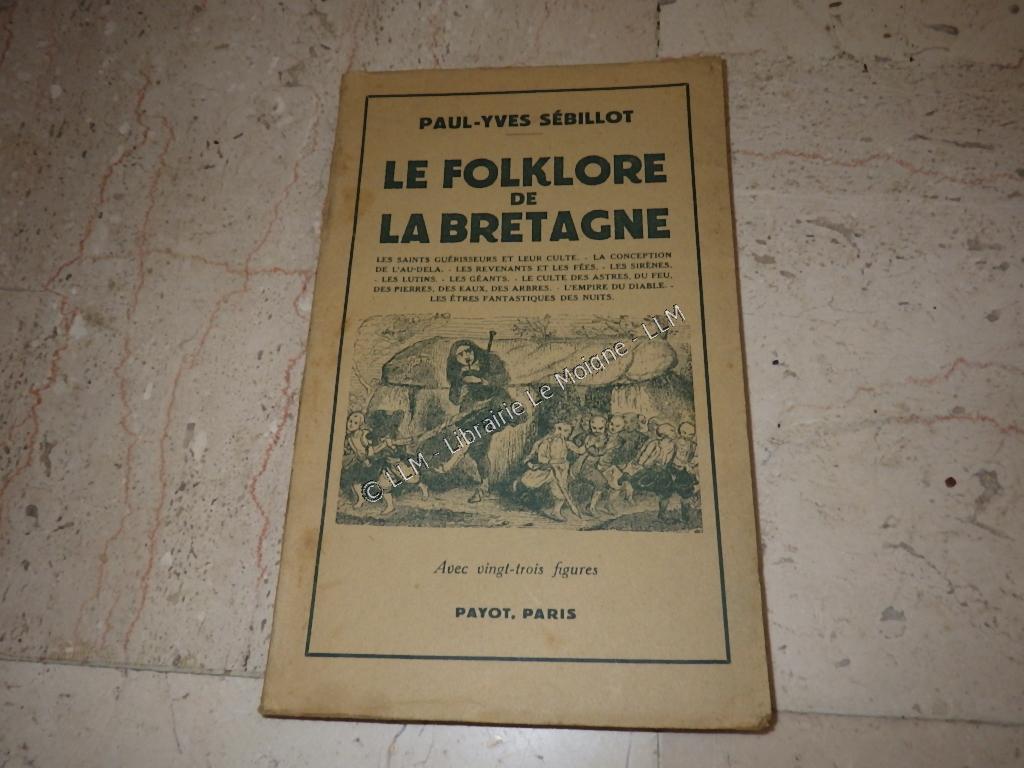 PAUL-YVES SÉBILLOT
LE FOLKLORE
DE
LA BRETAGNE
LES SAINTS GUÉRISSEURS ET LEUR CULTE. - LA CONCEPTION
DE L'AU-DELA. - LES REVENANTS ET LES FÉES. - LES SIRÈNES.
- LES LUTINS. - LES GÉANTS. - LE CULTE DES ASTRES, DU FEU,
DES PIERRES, DES EAUX, DES ARBRES. - L'EMPIRE DU DIABLE. -
LES ÊTRES FANTASTIQUES DES NUITS.
© LLM - Librairie Le Moigne - LLM
Avec vingt-trois figures
PAYOT, PARIS